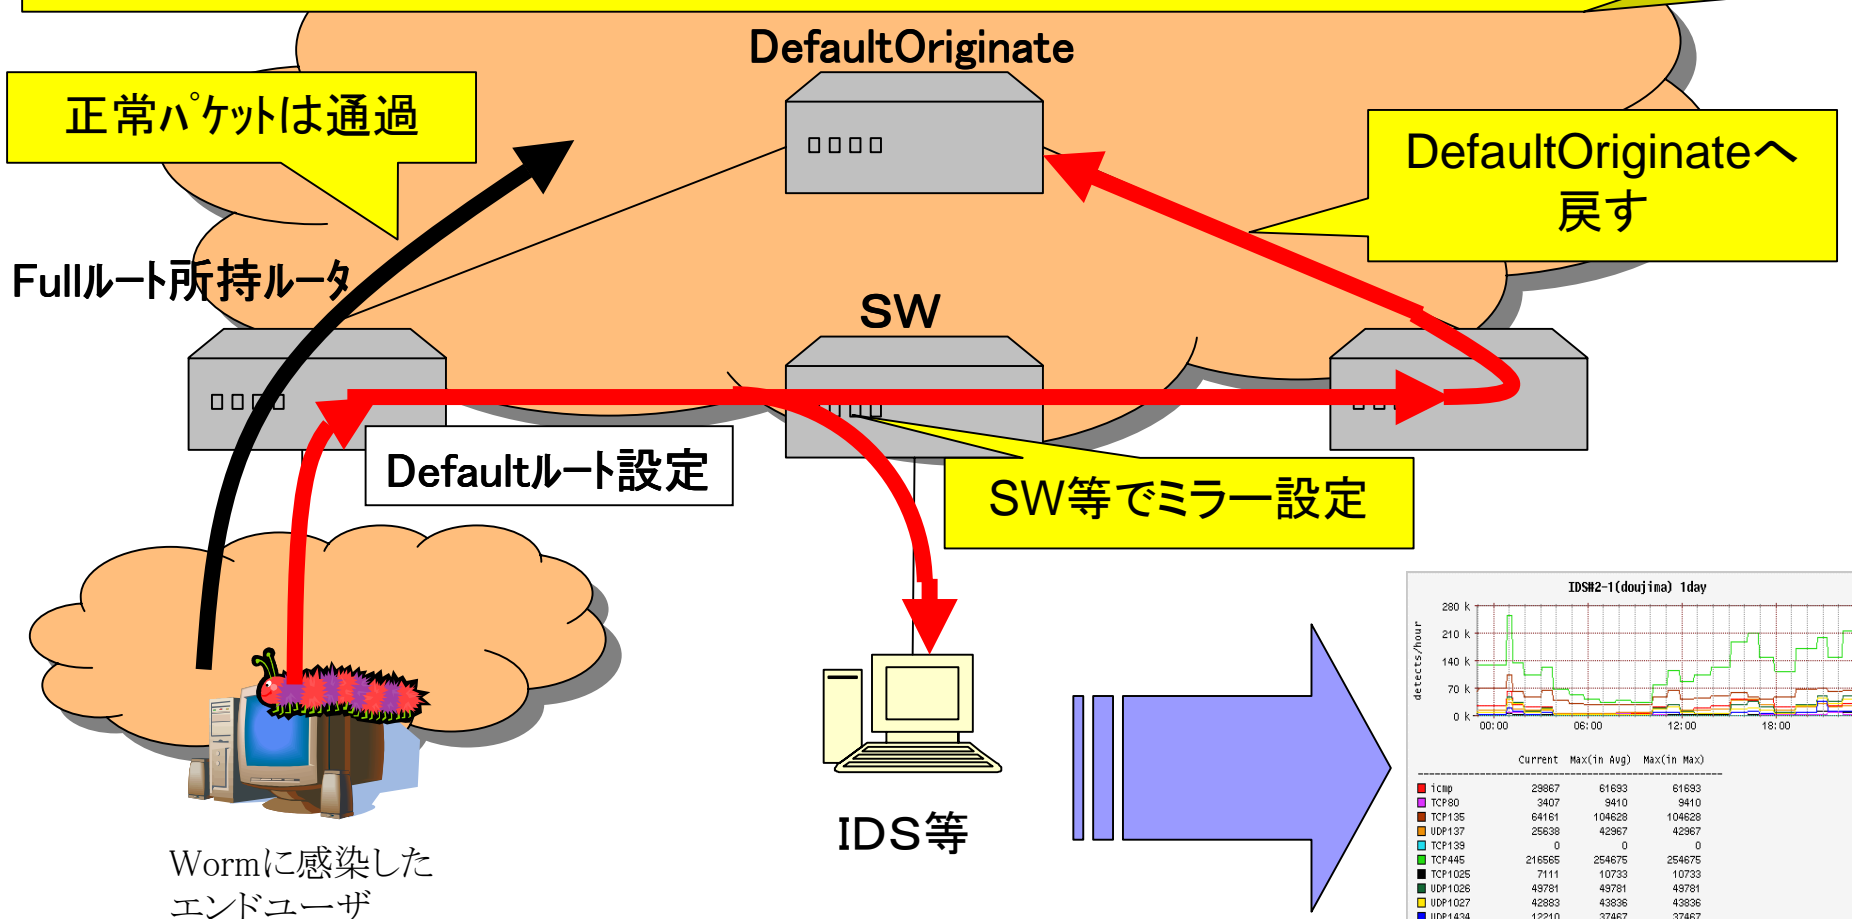 DefaultOriginate
正常パケットは通過
DefaultOriginateへ
戻す
Fullルート所持ルータ
SW
Defaultルート設定
SW等でミラー設定
IDS等
Wormに感染した
エンドユーザ
IDS#2-1(doujima) 1day
280 k
210 k
140 k
70 k
0 k
detects/hour
00:00 06:00 12:00 18:00
Current Max(in Avg) Max(in Max)
icmp 29867 61693 61693
TCP80 3407 9410 9410
TCP135 64161 104628 104628
UDP137 25638 42967 42967
TCP139 0 0 0
TCP445 216565 254675 254675
TCP1025 7111 10733 10733
UDP1026 49781 49781 49781
UDP1027 42883 43836 43836
UDP1434 12210 37467 37467